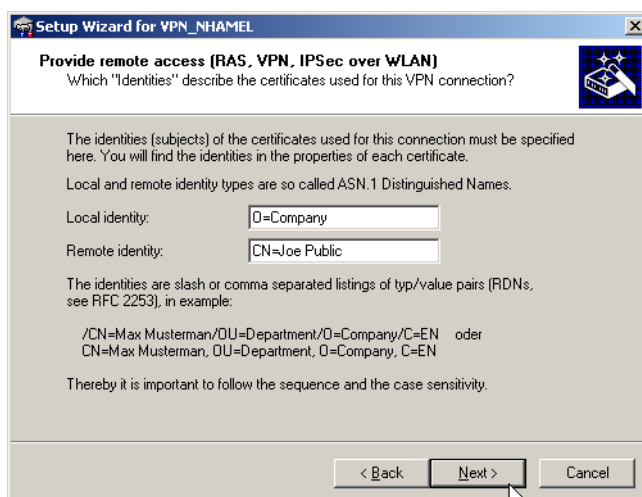 Setup Wizard for VPN_NHAMEL
Provide remote access (RAS, VPN, IPSec over WLAN)
Which "Identities" describe the certificates used for this VPN connection?
The identities (subjects) of the certificates used for this connection must be specified
here. You will find the identities in the properties of each certificate.
Local and remote identity types are so called ASN.1 Distinguished Names.
Local identity: O=Company
Remote identity: CN=Joe Public
The identities are slash or comma separated listings of typ/value pairs (RDNs,
see RFC 2253), in example:
/CN=Max Musterman/OU=Department/O=Company/C=EN oder
CN=Max Musterman, OU=Department, O=Company, C=EN
Thereby it is important to follow the sequence and the case sensitivity.
< Back Next > Cancel